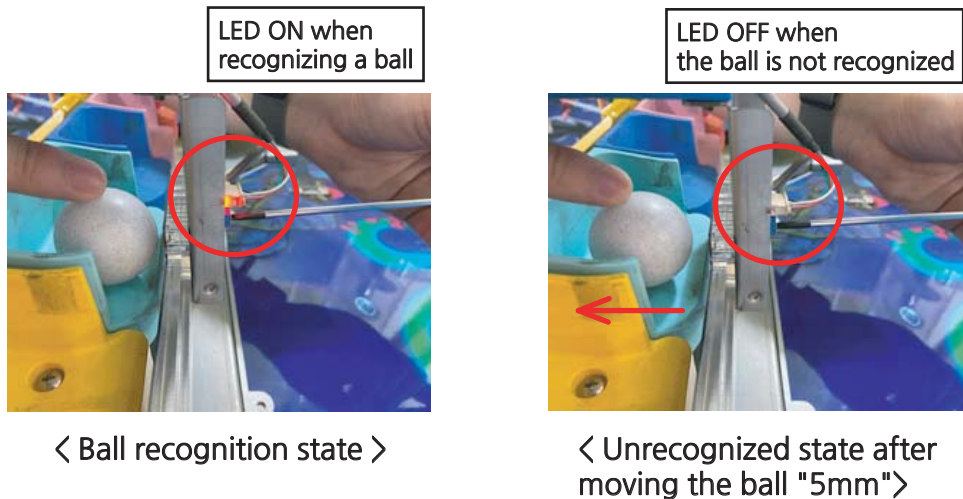 LED ON when
recognizing a ball
LED OFF when
the ball is not recognized
< Ball recognition state >
< Unrecognized state after
moving the ball "5mm">